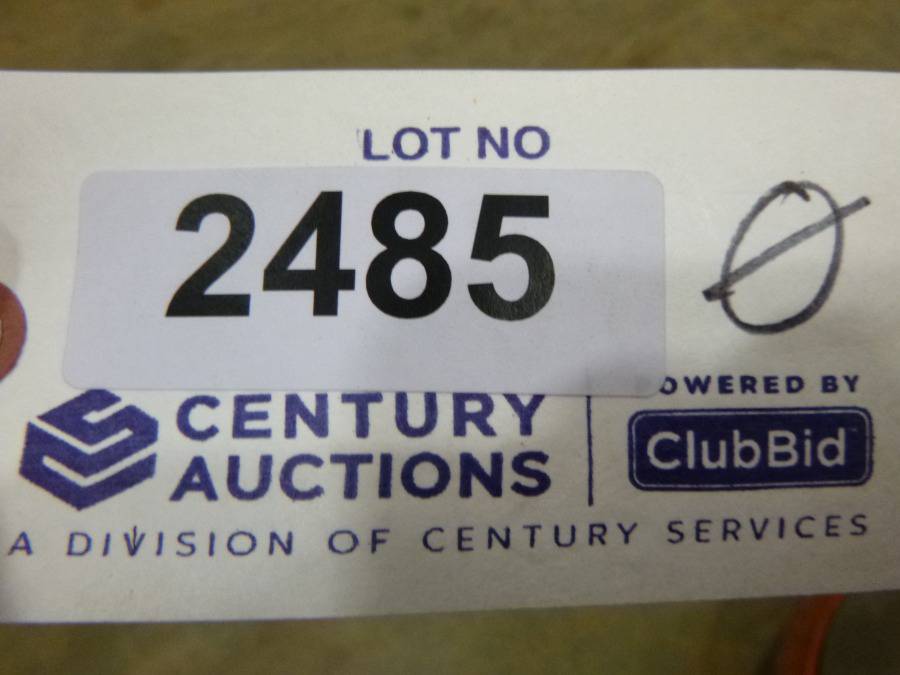 LOT NO
2485 Ø
CENTURY
AUCTIONS
OWERED BY
ClubBid
A DIVISION OF CENTURY SERVICES